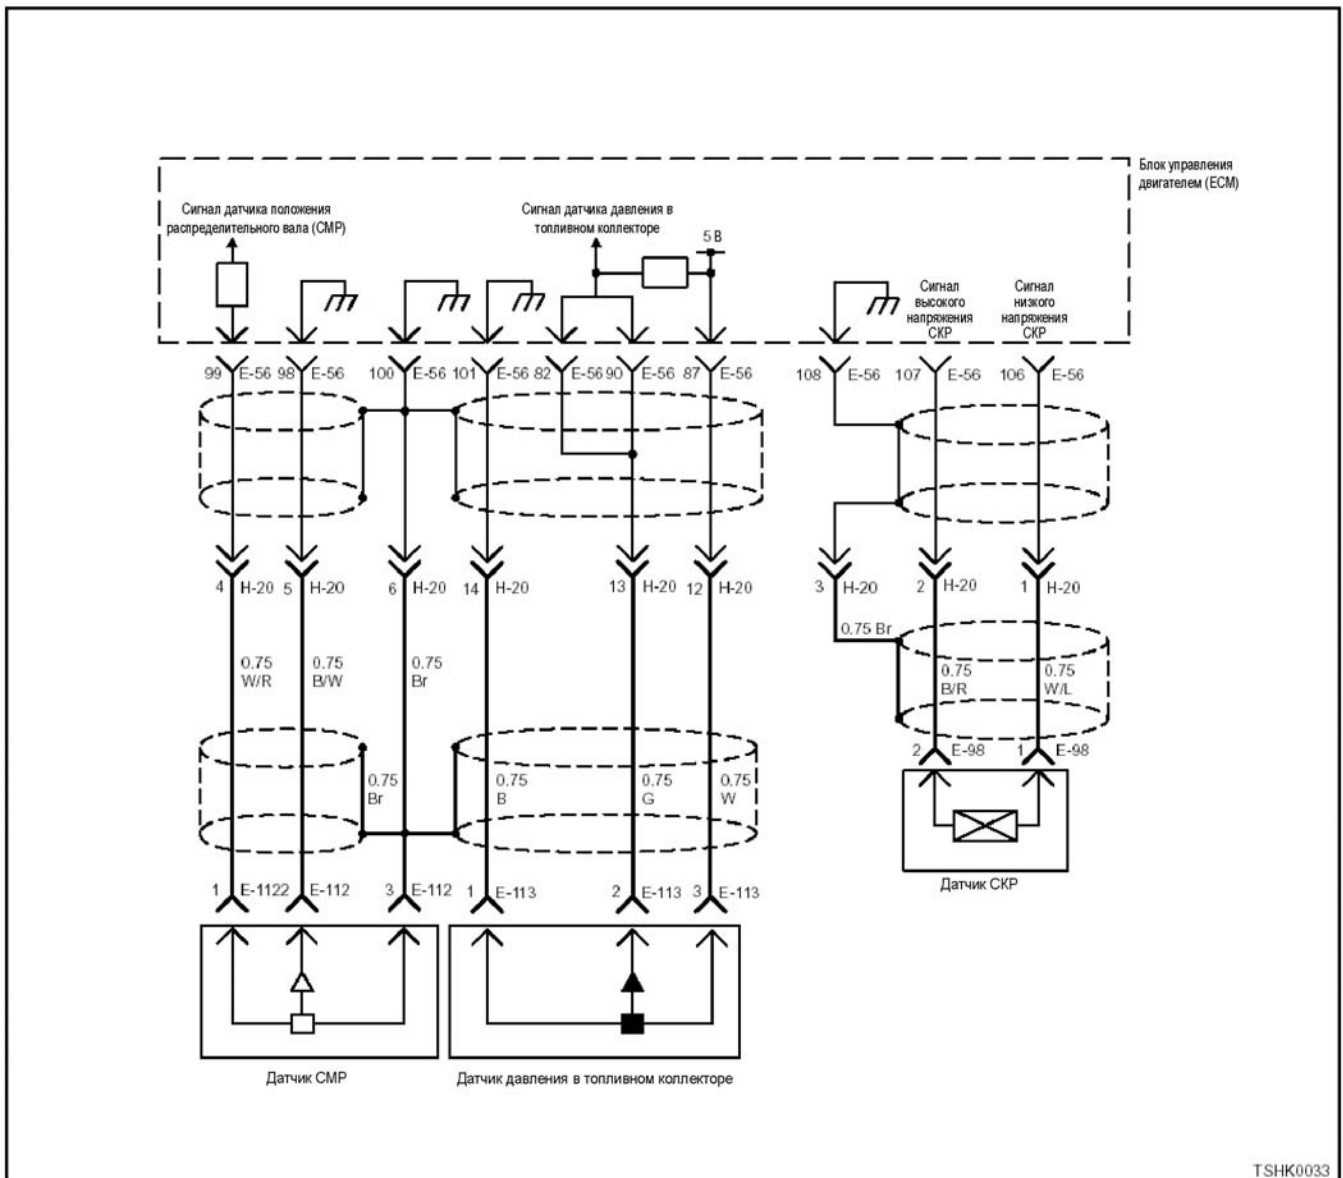 Блок управления
двигателем (ECM)
Сигнал датчика положения
распределительного вала (CMP)
Сигнал датчика давления в
топливном коллекторе
5 В
Сигнал
высокого
напряжения
СКР
Сигнал
низкого
напряжения
СКР
99 E-56 98 E-56 100 E-56 101 E-56 82 E-56 90 E-56 87 E-56 108 E-56 107 E-56 106 E-56
4 H-20 5 H-20 6 H-20 14 H-20 13 H-20 12 H-20 3 H-20 2 H-20 1 H-20
0.75 Br
0.75
W/R
0.75
B/W
0.75
Br
0.75
B/R
0.75
W/L
2 E-98 1 E-98
0.75
Br
0.75
B
0.75
G
0.75
W
Датчик СКР
1 E-1122 E-112 3 E-112 1 E-113 2 E-113 3 E-113
Датчик CMP
Датчик давления в топливном коллекторе
TSHK0033